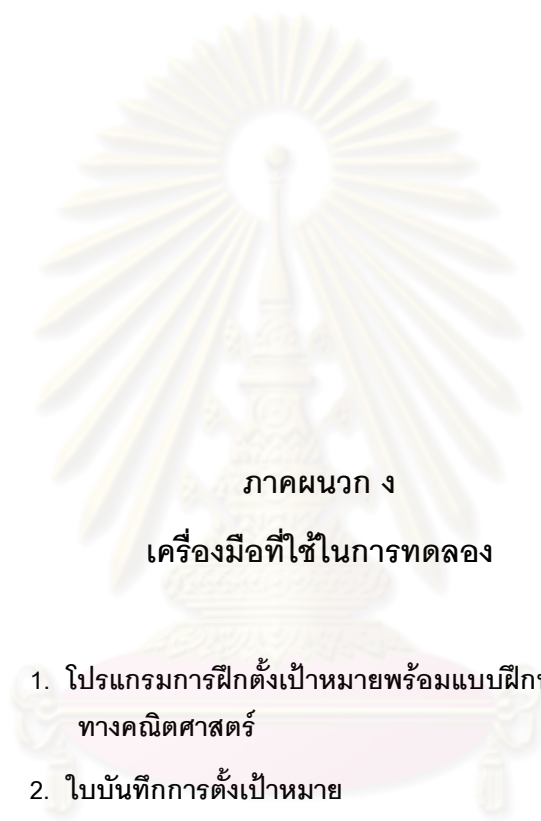 ภาคผนวก ง
เครื่องมือที่ใช้ในการทดลอง
1. โปรแกรมการฝึกตั้งเป้าหมายพร้อมแบบฝึก
ทางคณิตศาสตร์
2. ใบบันทึกการตั้งเป้าหมาย